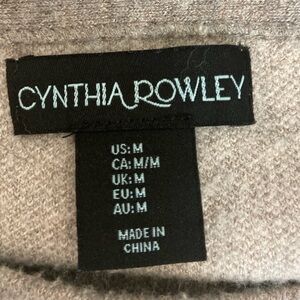 CYNTHIA ROWLEY
US: M
CA: M/M
UK: M
EU: M
AU: M
MADE IN
CHINA